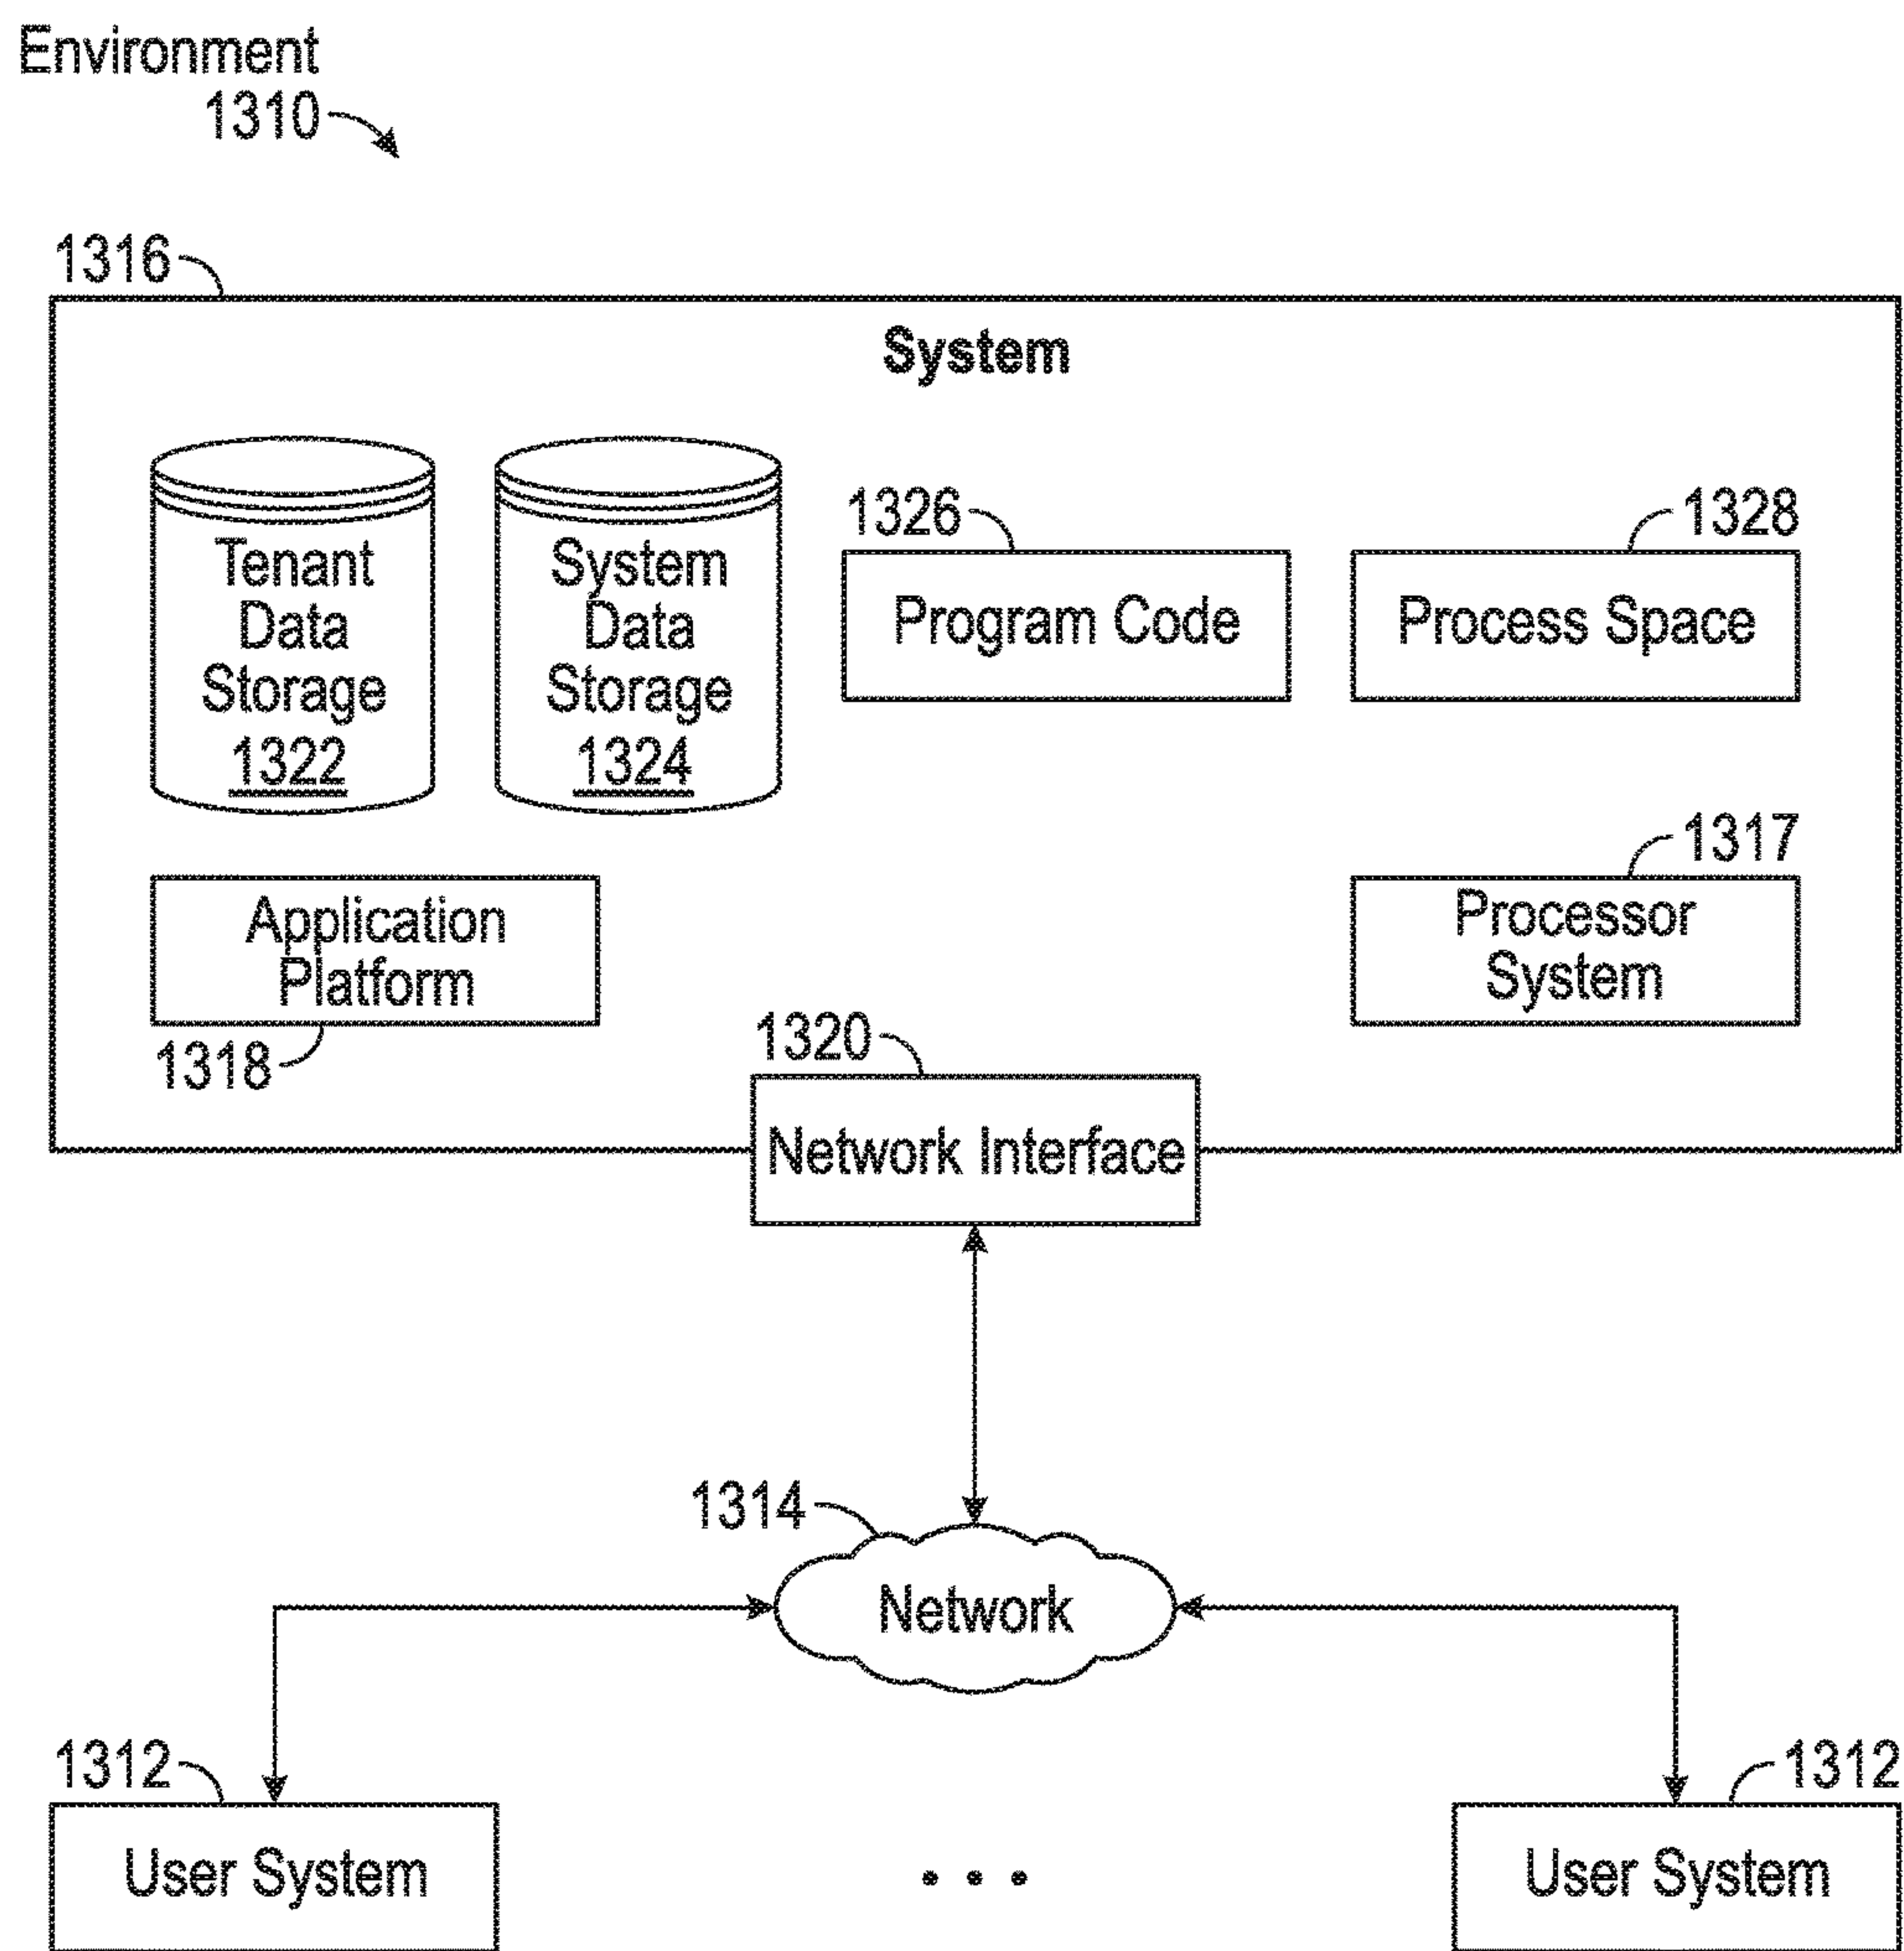 Environment
1310
1316
System
Tenant
Data
Storage
1322
System
Data
Storage
1324
1326
Program Code
1328
Process Space
Application
Platform
1318
1317
Processor
System
1320
Network Interface
1314
Network
1312
User System
. . .
1312
User System